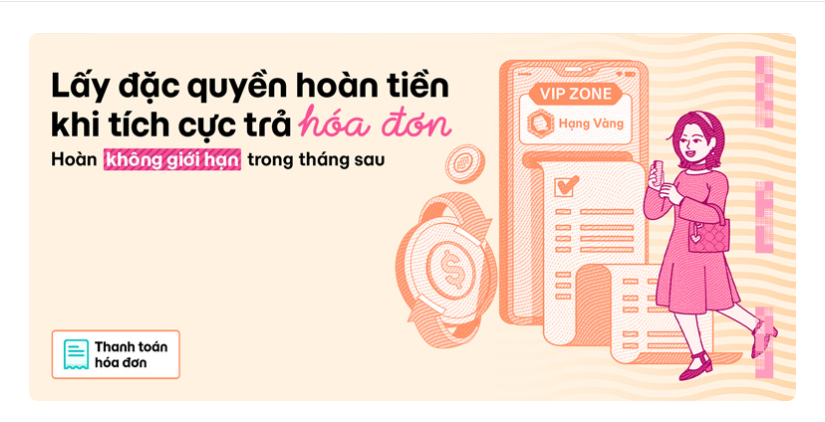 Lấy đặc quyền hoàn tiền
khi tích cực trả hóa đơn
Hoàn không giới hạn trong tháng sau
VIP ZONE
Hạng Vàng
$
Thanh toán
hóa đơn